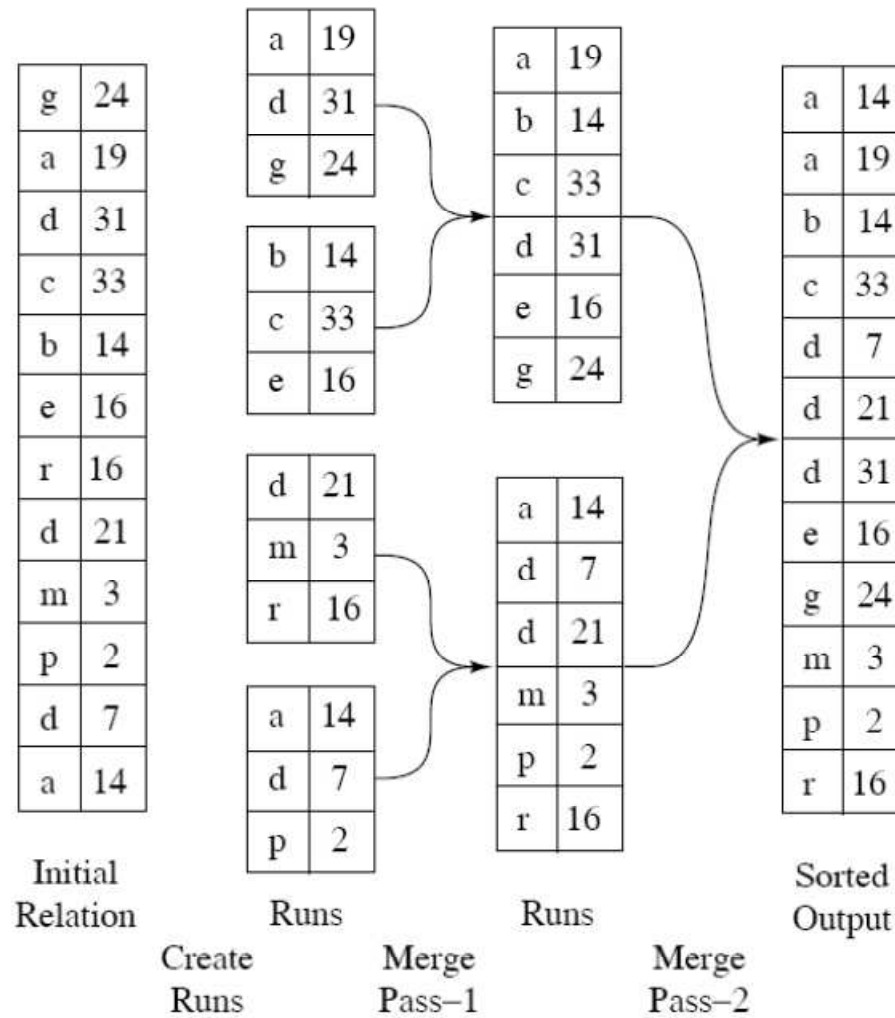 g 24
a 19
d 31
c 33
b 14
e 16
r 16
d 21
m 3
p 2
d 7
a 14
Initial
Relation
a 19
d 31
g 24
b 14
c 33
e 16
d 21
m 3
r 16
a 14
d 7
p 2
Runs
a 19
b 14
c 33
d 31
e 16
g 24
a 14
d 7
d 21
m 3
p 2
r 16
Runs
a 14
a 19
b 14
c 33
d 7
d 21
d 31
e 16
g 24
m 3
p 2
r 16
Sorted
Output
Create
Runs
Merge
Pass–1
Merge
Pass–2